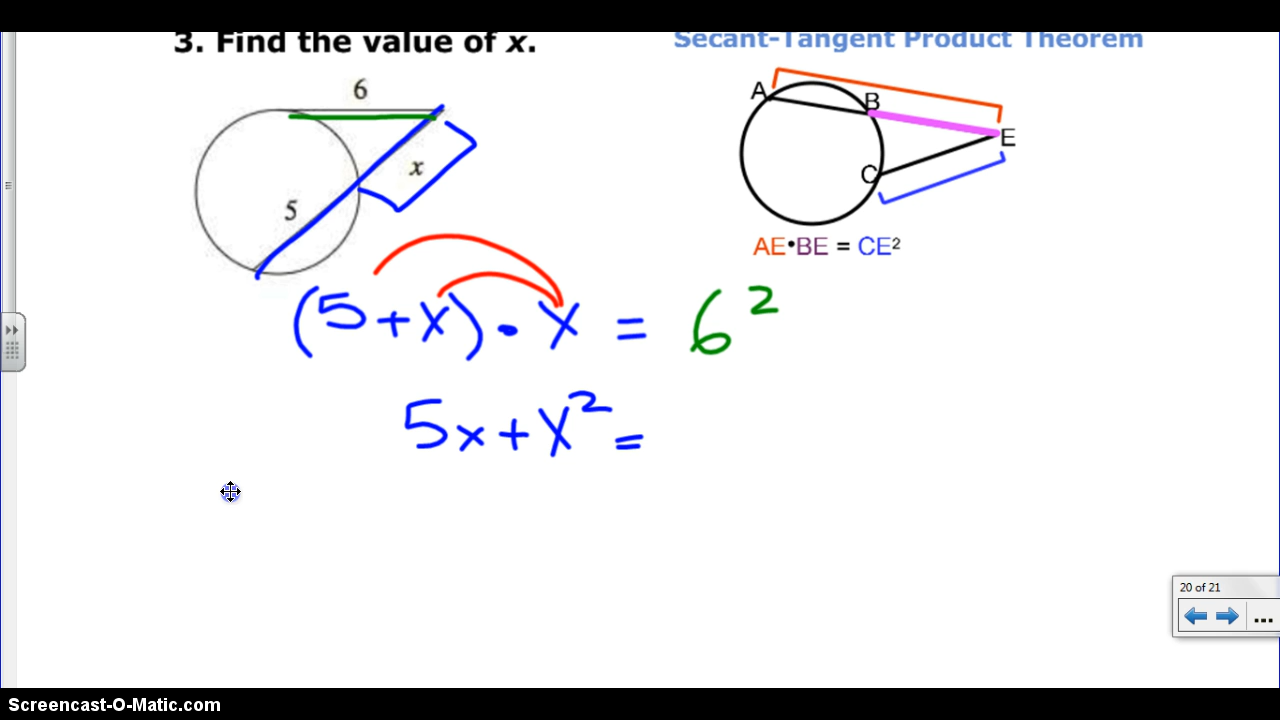 3. Find the value of x.
6
x
5
(5+x)·x = 6²
5x+x²=
Secant-Tangent Product Theorem
A
B
E
C
AE•BE = CE²
20 of 21
...
Screencast-O-Matic.com